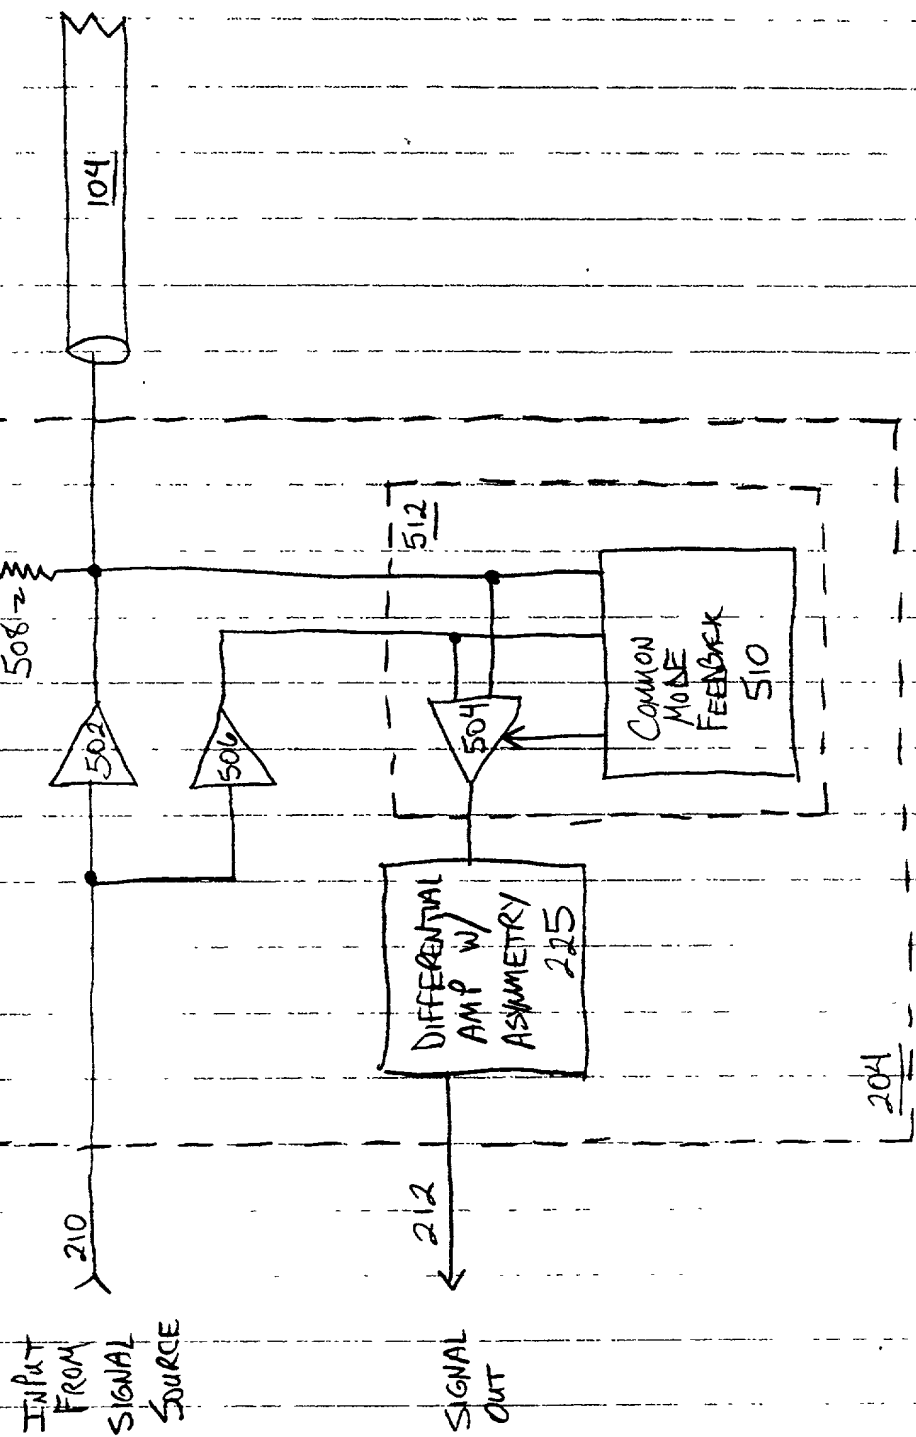 INPUT
FROM
SIGNAL
SOURCE
210
502
506
508
104
SIGNAL
OUT
212
DIFFERENTIAL
AMP W/
ASYMMETRY
225
504
512
COMMON
MODE
FEEDBACK
510
204